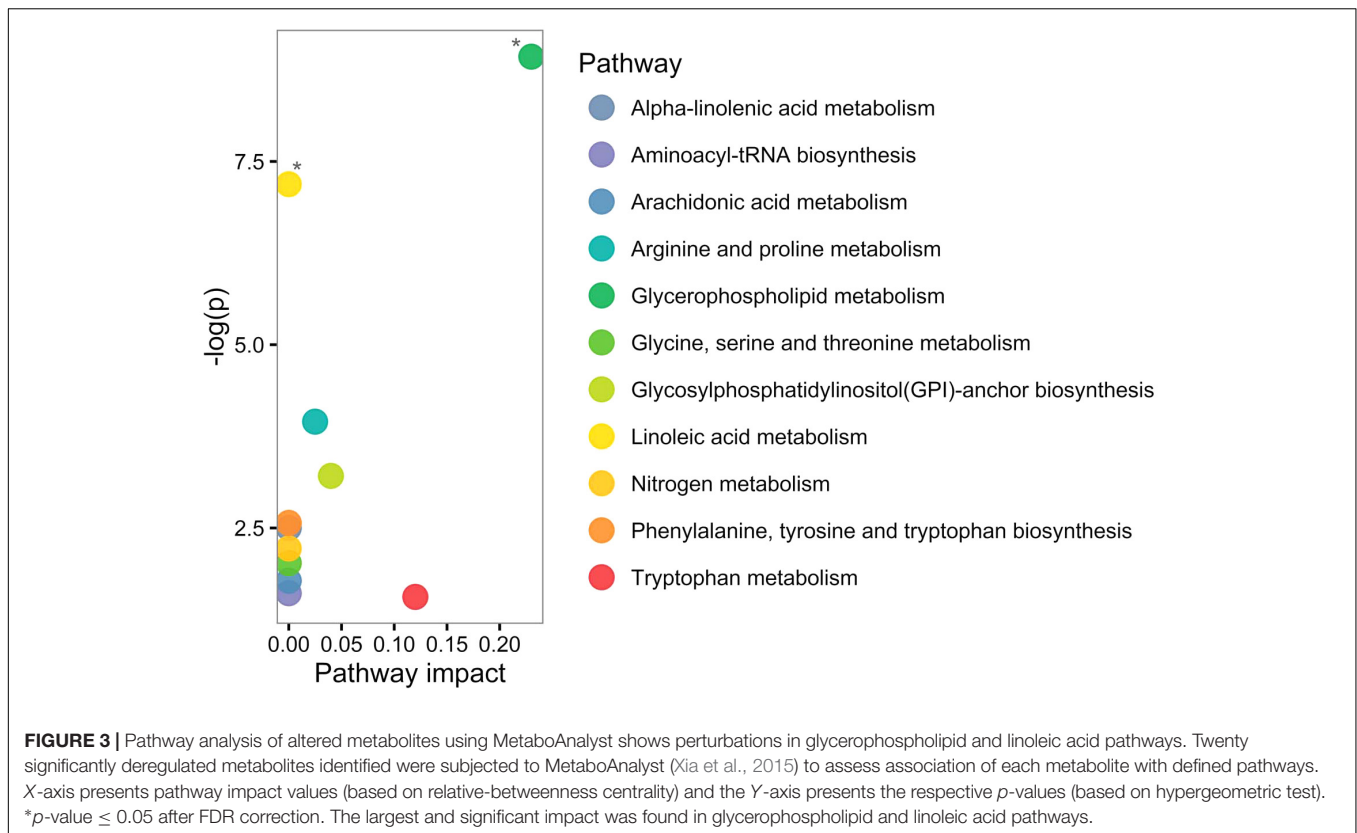 *
7.5
*
5.0
2.5
-log(p)
0.00 0.05 0.10 0.15 0.20
Pathway impact
Pathway
Alpha-linolenic acid metabolism
Aminoacyl-tRNA biosynthesis
Arachidonic acid metabolism
Arginine and proline metabolism
Glycerophospholipid metabolism
Glycine, serine and threonine metabolism
Glycosylphosphatidylinositol(GPI)-anchor biosynthesis
Linoleic acid metabolism
Nitrogen metabolism
Phenylalanine, tyrosine and tryptophan biosynthesis
Tryptophan metabolism
FIGURE 3 | Pathway analysis of altered metabolites using MetaboAnalyst shows perturbations in glycerophospholipid and linoleic acid pathways. Twenty
significantly deregulated metabolites identified were subjected to MetaboAnalyst (Xia et al., 2015) to assess association of each metabolite with defined pathways.
X-axis presents pathway impact values (based on relative-betweenness centrality) and the Y-axis presents the respective p-values (based on hypergeometric test).
*p-value ≤ 0.05 after FDR correction. The largest and significant impact was found in glycerophospholipid and linoleic acid pathways.